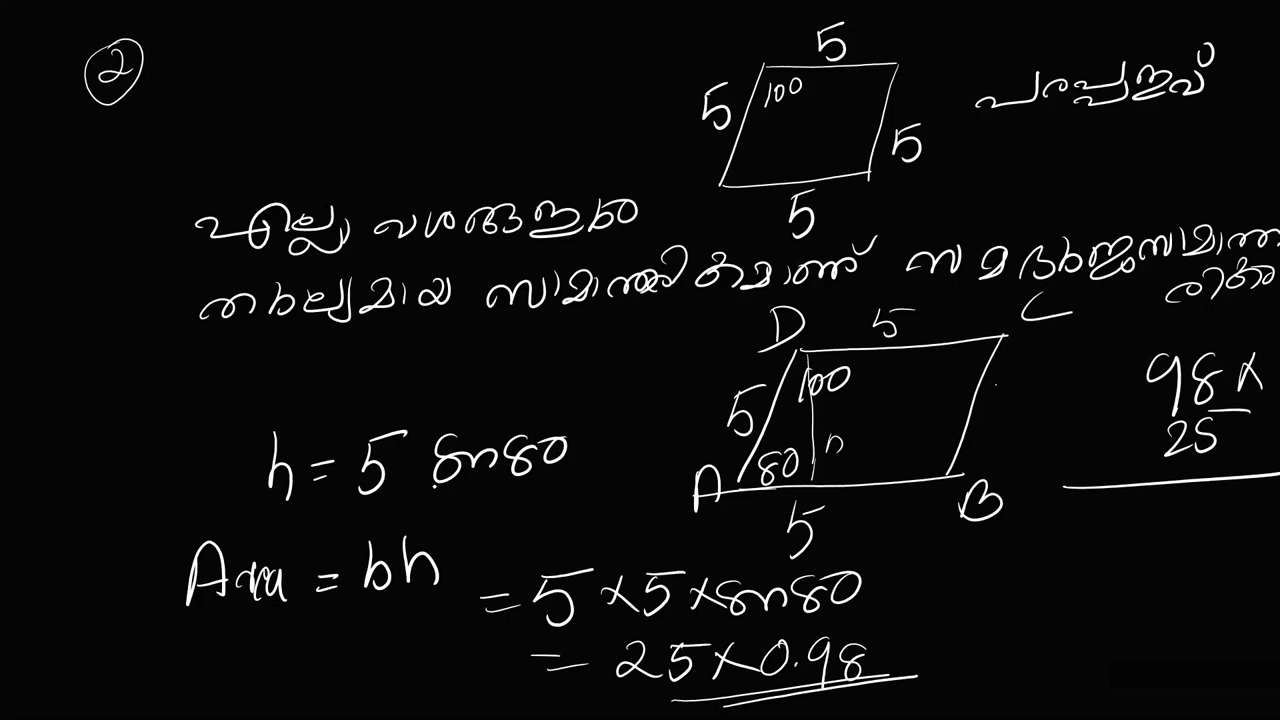 2
5
5 100 പരപ്പളവ്
5
5
എല്ലാ വശങ്ങളും
തുല്യമായ സാമാന്തരികമാണ് സമഭുജസാമാന്ത
രികം
D 5 C
5 100
98 ×
25
h = 5 sin 80
80 h
A B
5
Area = bh
= 5 × 5 × sin 80
= 25 × 0.98